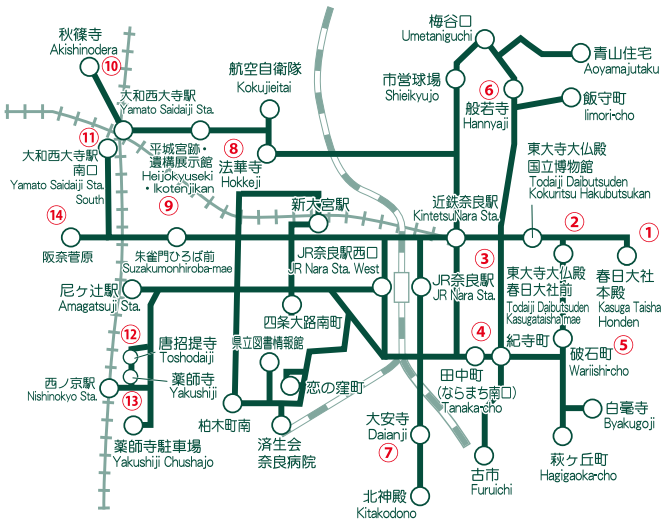 秋篠寺
Akishinodera
⑩
航空自衛隊
Kokujieitai
梅谷口
Umetaniguchi
青山住宅
Aoyamajutaku
市営球場
Shieikyujo
⑥
般若寺
Hannyaji
飯守町
Iimori-cho
大和西大寺駅
Yamato Saidaiji Sta.
⑪
大和西大寺駅
南口
Yamato Saidaiji Sta.
South
平城宮跡・
遺構展示館
Heijokyuseki
・Ikotenjikan
⑨
⑧
法華寺
Hokkeji
東大寺大仏殿
国立博物館
Todaiji Daibutsuden
Kokuritsu Hakubutsukan
近鉄奈良駅
Kintetsu Nara Sta.
新大宮駅
⑭
阪奈菅原
朱雀門ひろば前
Suzakumonhiroba-mae
JR奈良駅西口
JR Nara Sta. West
③
②
①
東大寺大仏殿
春日大社前
Todaiji Daibutsuden
Kasugataishamae
春日大社
本殿
Kasuga Taisha
Honden
JR奈良駅
JR Nara Sta.
尼ヶ辻駅
Amagatsuji Sta.
四条大路南町
⑫
唐招提寺
Toshodaiji
県立図書情報館
④
紀寺町
⑤
破石町
Wariishi-cho
西ノ京駅
Nishinokyo Sta.
薬師寺
Yakushiji
⑬
恋の窪町
田中町
(ならまち南口)
Tanaka-cho
白毫寺
Byakugoji
薬師寺駐車場
Yakushiji Chushajo
柏木町南
済生会
奈良病院
大安寺
Daianji
⑦
古市
Furuichi
萩ヶ丘町
Hagigaoka-cho
北神殿
Kitakodono